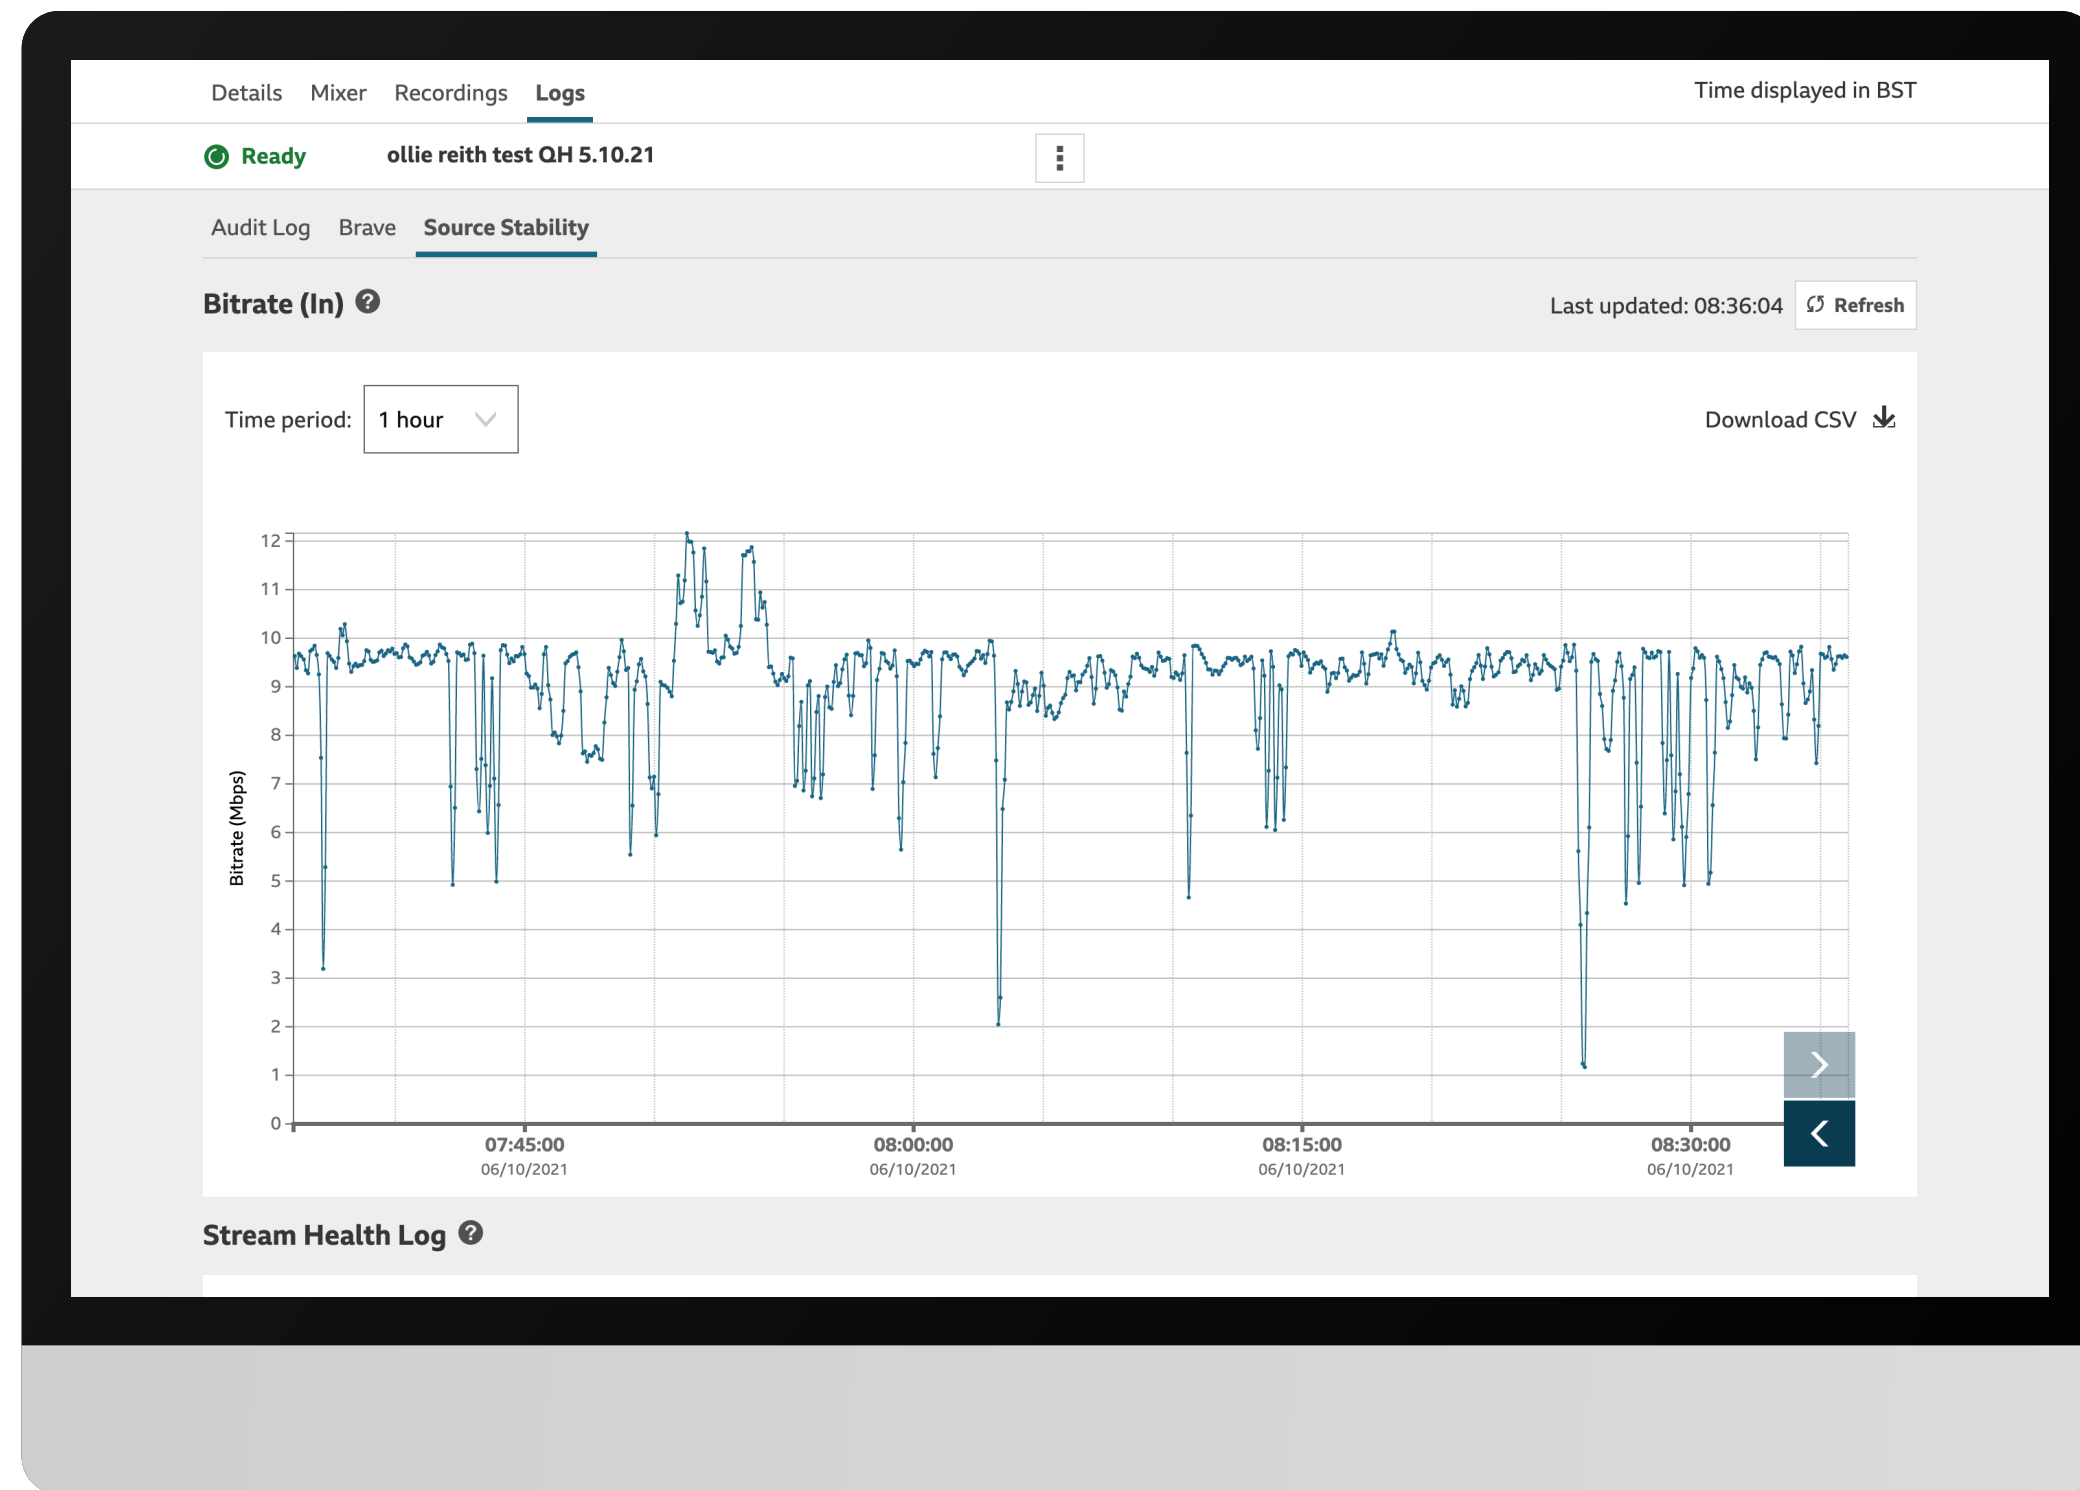 Details Mixer Recordings Logs
Time displayed in BST
Ready
ollie reith test QH 5.10.21
Audit Log Brave Source Stability
Bitrate (In) ?
Last updated: 08:36:04
Refresh
Time period: 1 hour
Download CSV
Bitrate (Mbps)
12
11
10
9
8
7
6
5
4
3
2
1
0
07:45:00 08:00:00 08:15:00 08:30:00
06/10/2021 06/10/2021 06/10/2021 06/10/2021
Stream Health Log ?